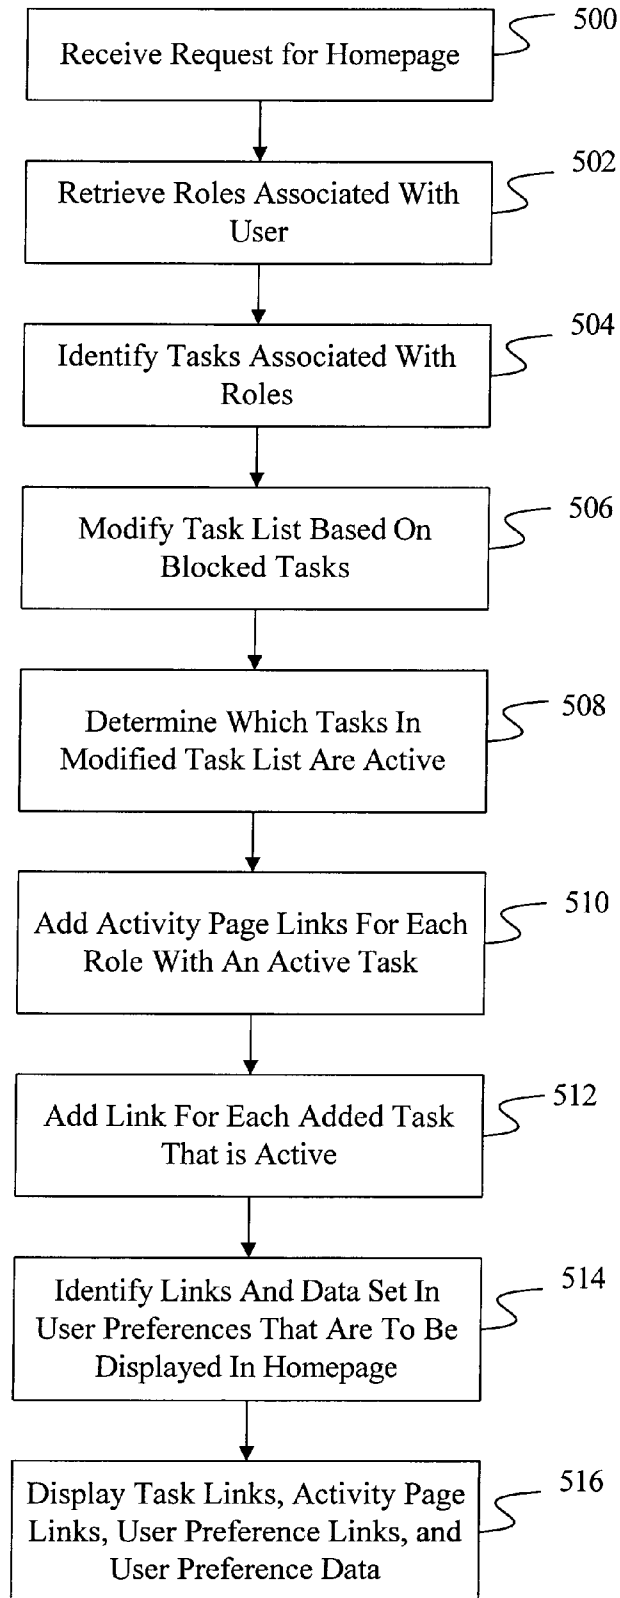 Receive Request for Homepage
500
Retrieve Roles Associated With
User
502
Identify Tasks Associated With
Roles
504
Modify Task List Based On
Blocked Tasks
506
Determine Which Tasks In
Modified Task List Are Active
508
Add Activity Page Links For Each
Role With An Active Task
510
Add Link For Each Added Task
That is Active
512
Identify Links And Data Set In
User Preferences That Are To Be
Displayed In Homepage
514
Display Task Links, Activity Page
Links, User Preference Links, and
User Preference Data
516